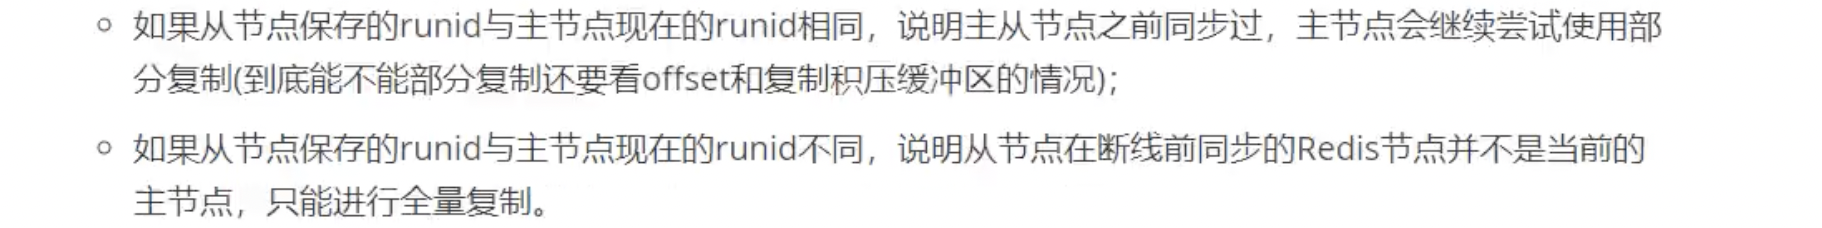 如果从节点保存的runid与主节点现在的runid相同，说明主从节点之前同步过，主节点会继续尝试使用部
分复制(到底能不能部分复制还要看offset和复制积压缓冲区的情况)；
如果从节点保存的runid与主节点现在的runid不同，说明从节点在断线前同步的Redis节点并不是当前的
主节点，只能进行全量复制。